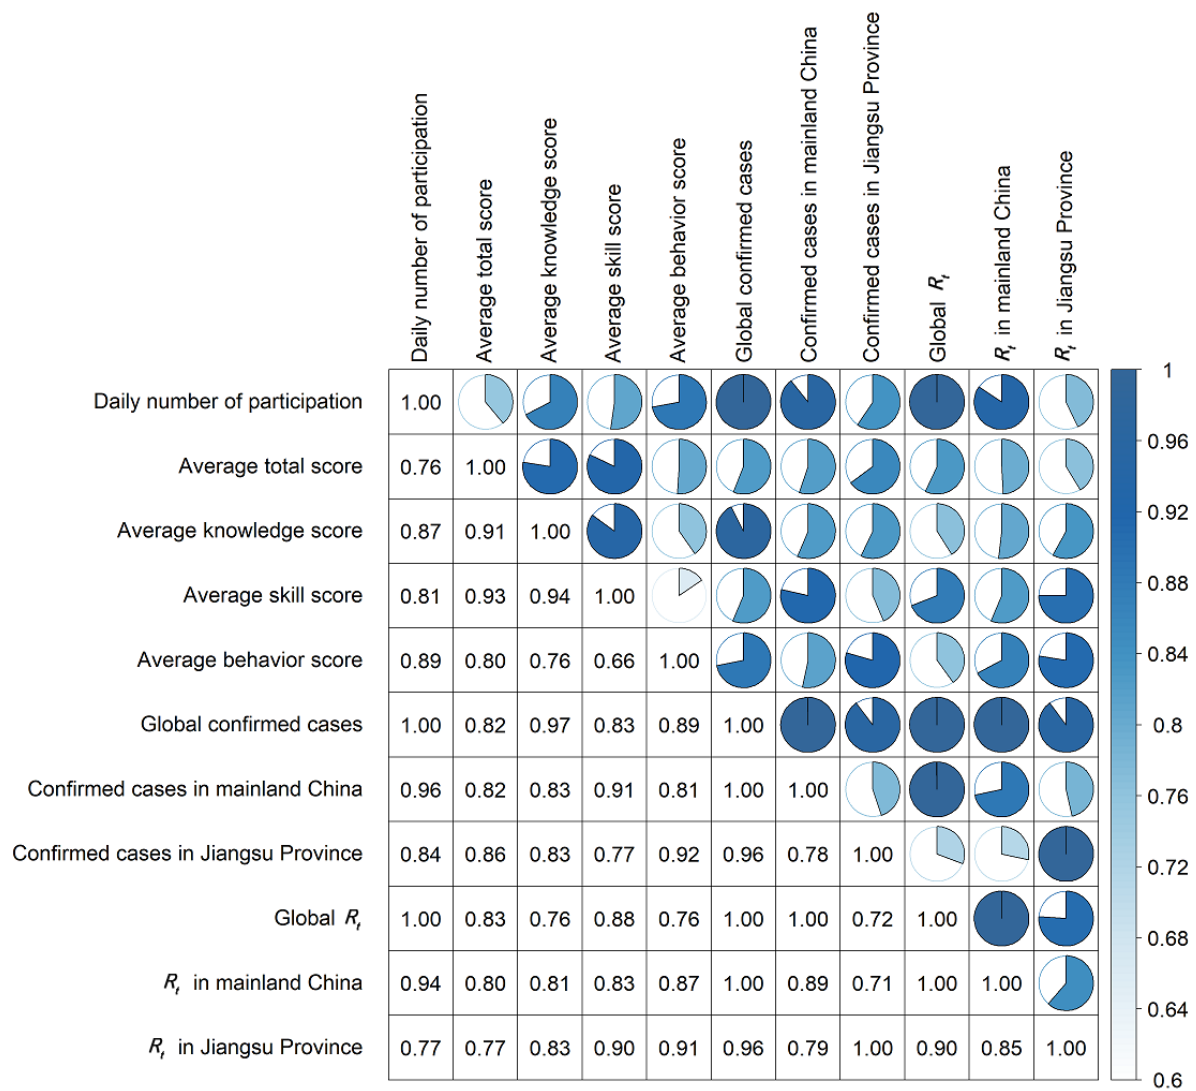 Daily number of participation
Average total score
Average knowledge score
Average skill score
Average behavior score
Global confirmed cases
Confirmed cases in mainland China
Confirmed cases in Jiangsu Province
Global Rt
Rt in mainland China
Rt in Jiangsu Province
Daily number of participation 1.00
Average total score 0.76 1.00
Average knowledge score 0.87 0.91 1.00
Average skill score 0.81 0.93 0.94 1.00
Average behavior score 0.89 0.80 0.76 0.66 1.00
Global confirmed cases 1.00 0.82 0.97 0.83 0.89 1.00
Confirmed cases in mainland China 0.96 0.82 0.83 0.91 0.81 1.00 1.00
Confirmed cases in Jiangsu Province 0.84 0.86 0.83 0.77 0.92 0.96 0.78 1.00
Global Rt 1.00 0.83 0.76 0.88 0.76 1.00 1.00 0.72 1.00
Rt in mainland China 0.94 0.80 0.81 0.83 0.87 1.00 0.89 0.71 1.00 1.00
Rt in Jiangsu Province 0.77 0.77 0.83 0.90 0.91 0.96 0.79 1.00 0.90 0.85 1.00
1
0.96
0.92
0.88
0.84
0.8
0.76
0.72
0.68
0.64
0.6